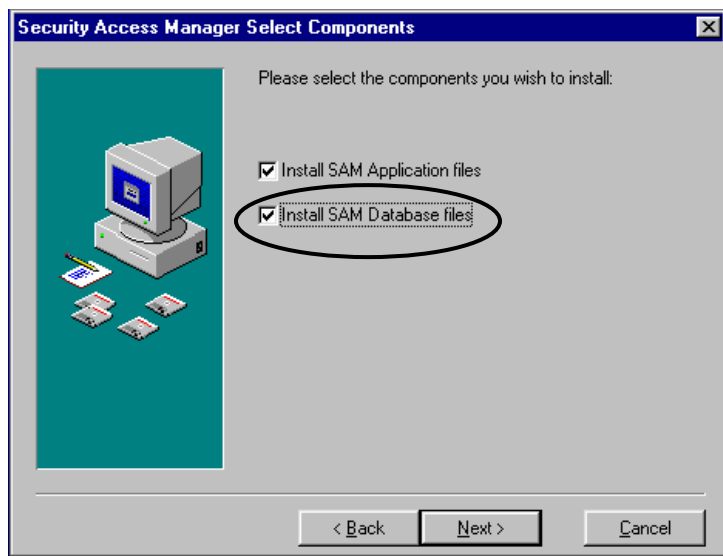 Security Access Manager Select Components
Please select the components you wish to install:
Install SAM Application files
Install SAM Database files
< Back
Next >
Cancel